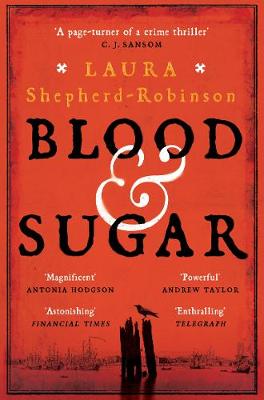 'A page-turner of a crime thriller'
C. J. SANSOM
LAURA
Shepherd-Robinson
BLOOD
&
SUGAR
'Magnificent'
ANTONIA HODGSON
'Powerful'
ANDREW TAYLOR
'Astonishing'
FINANCIAL TIMES
'Enthralling'
TELEGRAPH